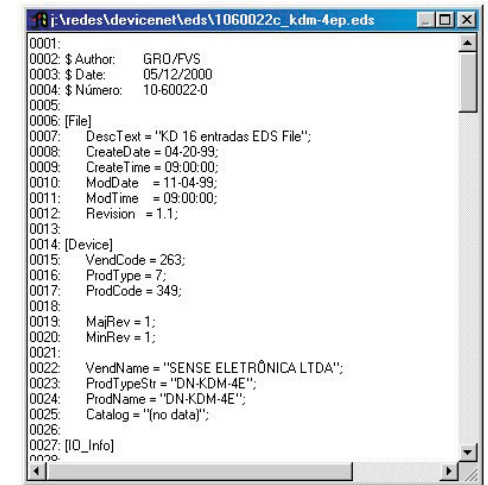 j:\redes\devicenet\eds\1060022c_kdm-4ep.eds
0001:
0002: $ Author: GRO/FVS
0003: $ Date: 05/12/2000
0004: $ Número: 10-60022-0
0005:
0006: [File]
0007: DescText = "KD 16 entradas EDS File";
0008: CreateDate = 04-20-99;
0009: CreateTime = 09:00:00;
0010: ModDate = 11-04-99;
0011: ModTime = 09:00:00;
0012: Revision = 1.1;
0013:
0014: [Device]
0015: VendCode = 263;
0016: ProdType = 7;
0017: ProdCode = 349;
0018:
0019: MajRev = 1;
0020: MinRev = 1;
0021:
0022: VendName = "SENSE ELETRÔNICA LTDA";
0023: ProdTypeStr = "DN-KDM-4E";
0024: ProdName = "DN-KDM-4E";
0025: Catalog = "(no data)";
0026:
0027: [IO_Info]